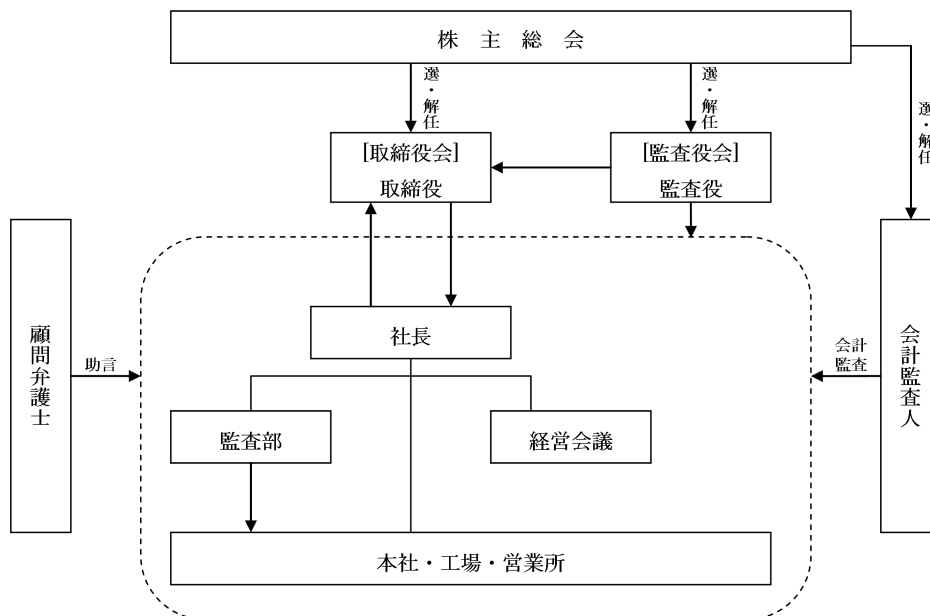 株 主 総 会
選・解任
選・解任
選・解任
[取締役会]
取締役
[監査役会]
監査役
顧問弁護士
助言
社長
会計
監査
会計監査人
監査部
経営会議
本社・工場・営業所